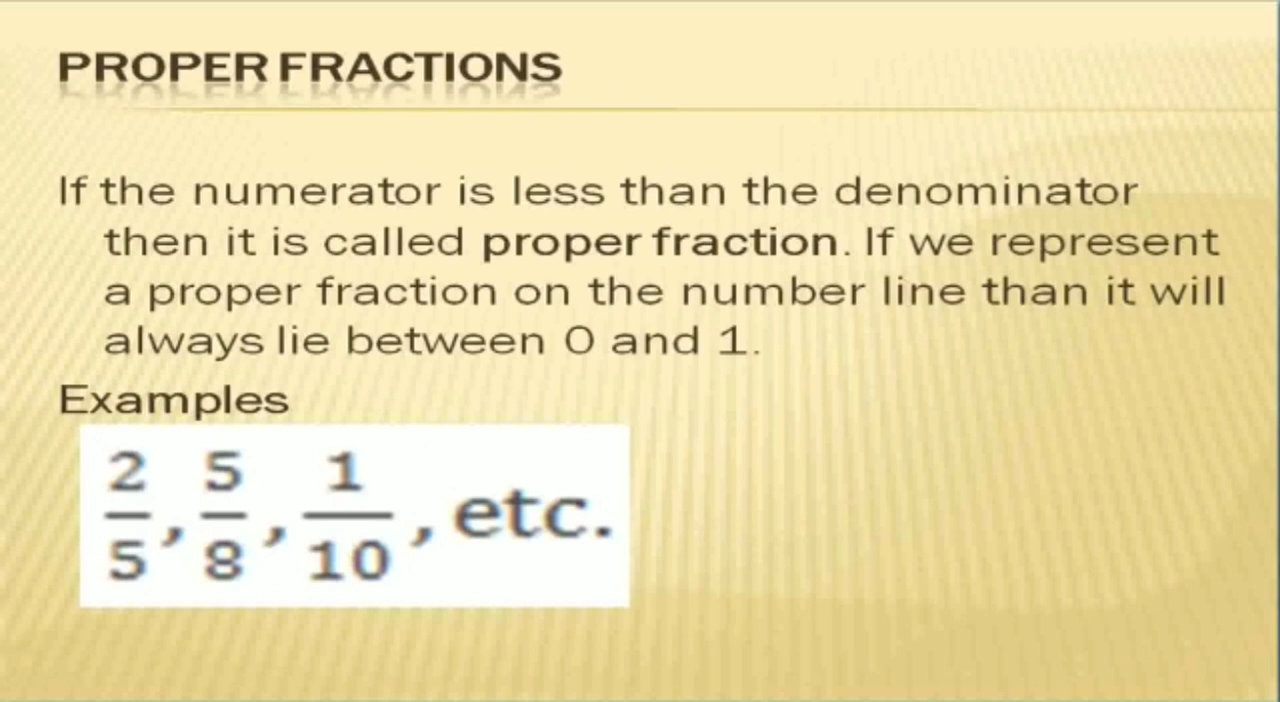 PROPER FRACTIONS
If the numerator is less than the denominator
then it is called proper fraction. If we represent
a proper fraction on the number line than it will
always lie between 0 and 1.
Examples
2/5, 5/8, 1/10, etc.